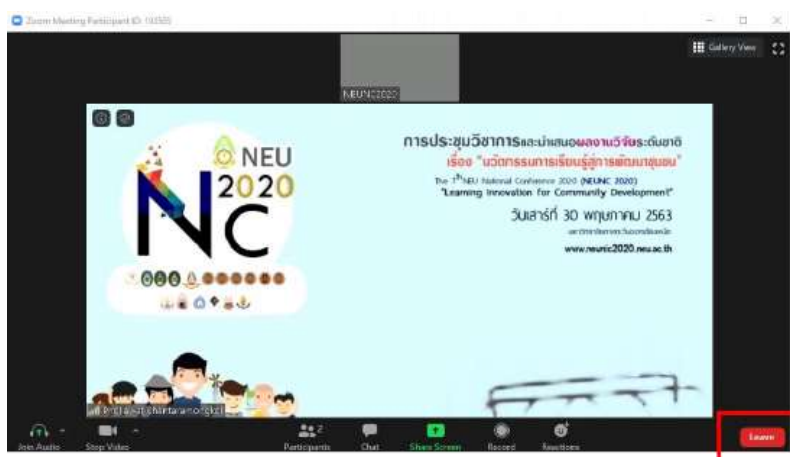 Zoom Meeting Participant ID: 193585
Gallery View
NEUNC2020
NEU
2020
NC
การประชุมวิชาการและนำเสนอผลงานวิจัยระดับชาติ
เรื่อง "นวัตกรรมการเรียนรู้สู่การพัฒนาชุมชน"
The 1th NEU National Conference 2020 (NEUNC 2020)
"Learning Innovation for Community Development"
วันเสาร์ที่ 30 พฤษภาคม 2563
www.neunic2020.neu.ac.th
Join Audio
Stop Video
Participants
2
Chat
Share Screen
Record
Reactions
Leave